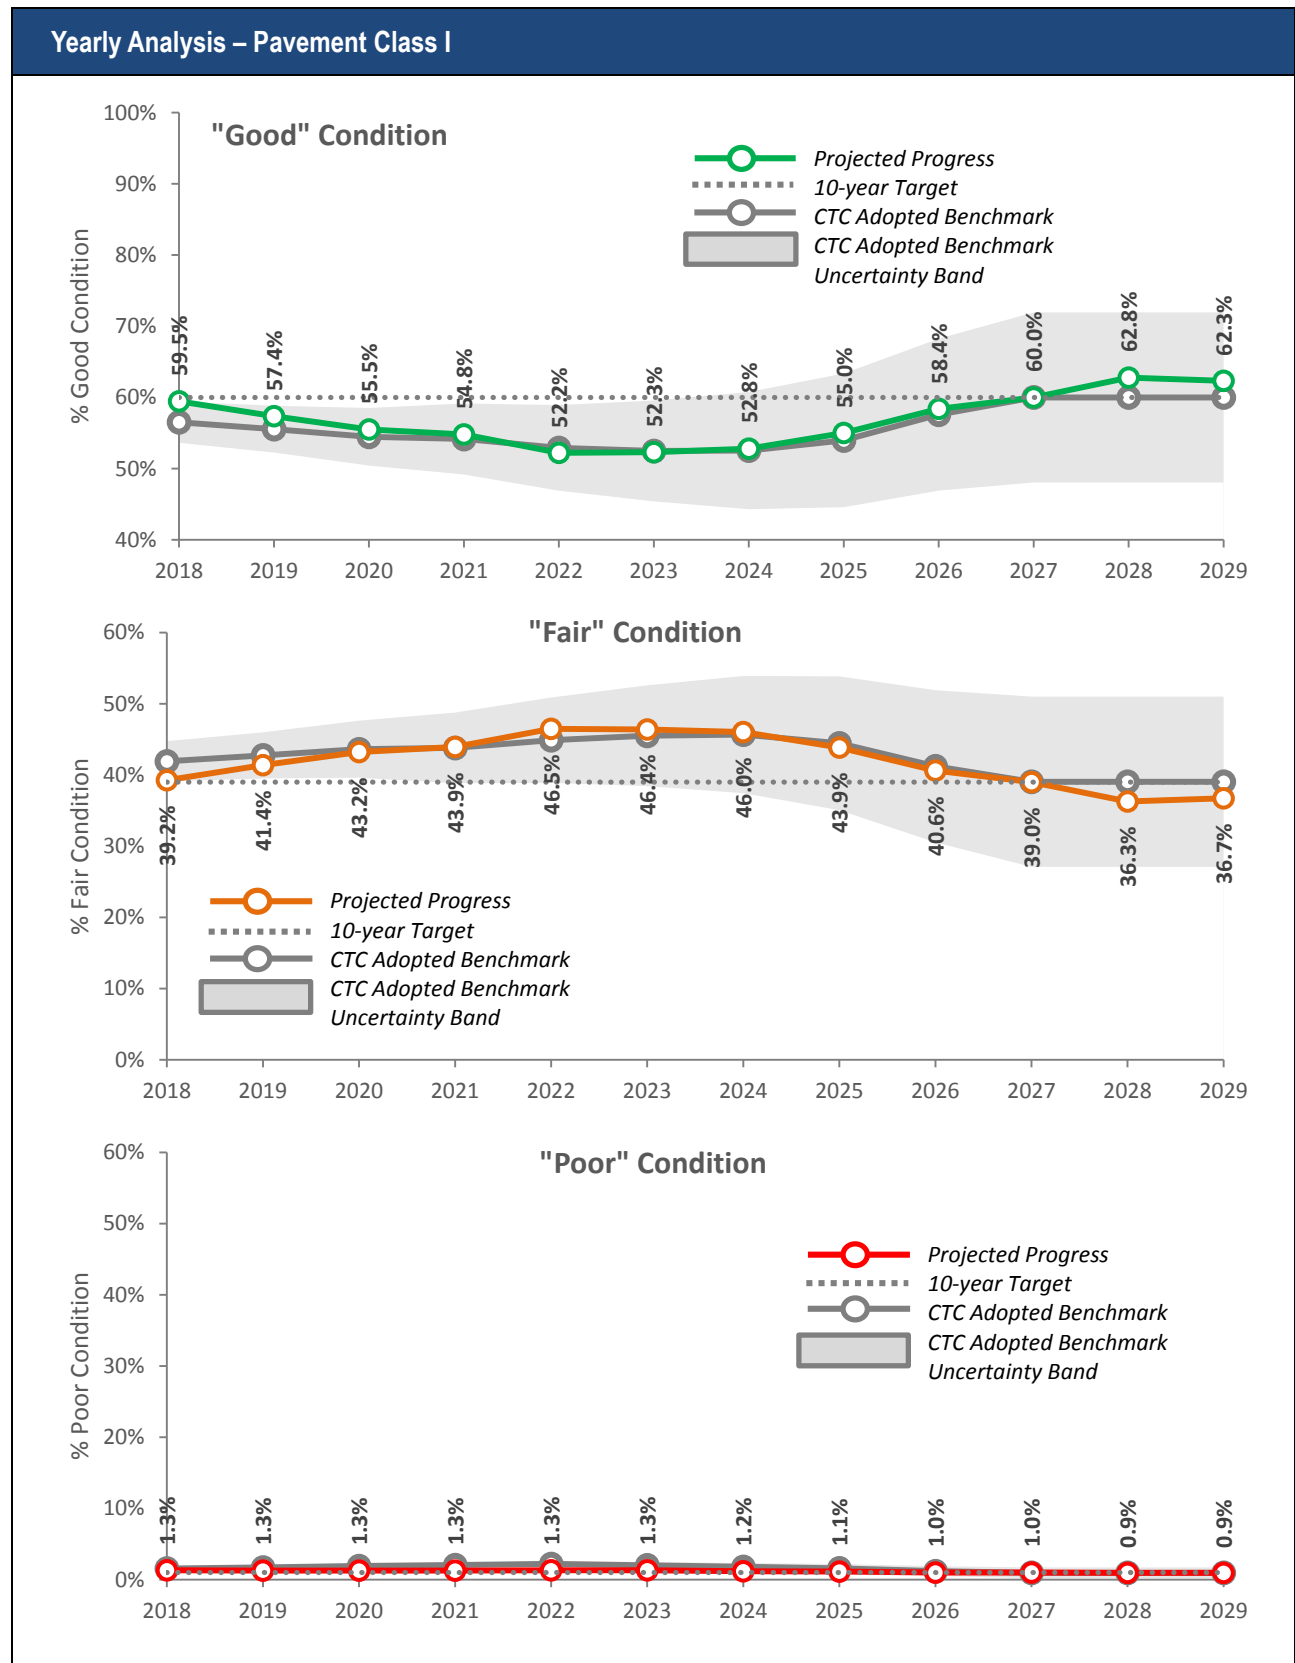 Yearly Analysis – Pavement Class I
"Good" Condition
Projected Progress
10-year Target
CTC Adopted Benchmark
CTC Adopted Benchmark
Uncertainty Band
% Good Condition
100%
90%
80%
70%
60%
50%
40%
59.5% 57.4% 55.5% 54.8% 52.2% 52.3% 52.8% 55.0% 58.4% 60.0% 62.8% 62.3%
2018 2019 2020 2021 2022 2023 2024 2025 2026 2027 2028 2029
"Fair" Condition
% Fair Condition
60%
50%
40%
30%
20%
10%
0%
39.2% 41.4% 43.2% 43.9% 46.5% 46.4% 46.0% 43.9% 40.6% 39.0% 36.3% 36.7%
Projected Progress
10-year Target
CTC Adopted Benchmark
CTC Adopted Benchmark
Uncertainty Band
2018 2019 2020 2021 2022 2023 2024 2025 2026 2027 2028 2029
"Poor" Condition
Projected Progress
10-year Target
CTC Adopted Benchmark
CTC Adopted Benchmark
Uncertainty Band
% Poor Condition
60%
50%
40%
30%
20%
10%
0%
1.3% 1.3% 1.3% 1.3% 1.3% 1.3% 1.2% 1.1% 1.0% 1.0% 0.9% 0.9%
2018 2019 2020 2021 2022 2023 2024 2025 2026 2027 2028 2029